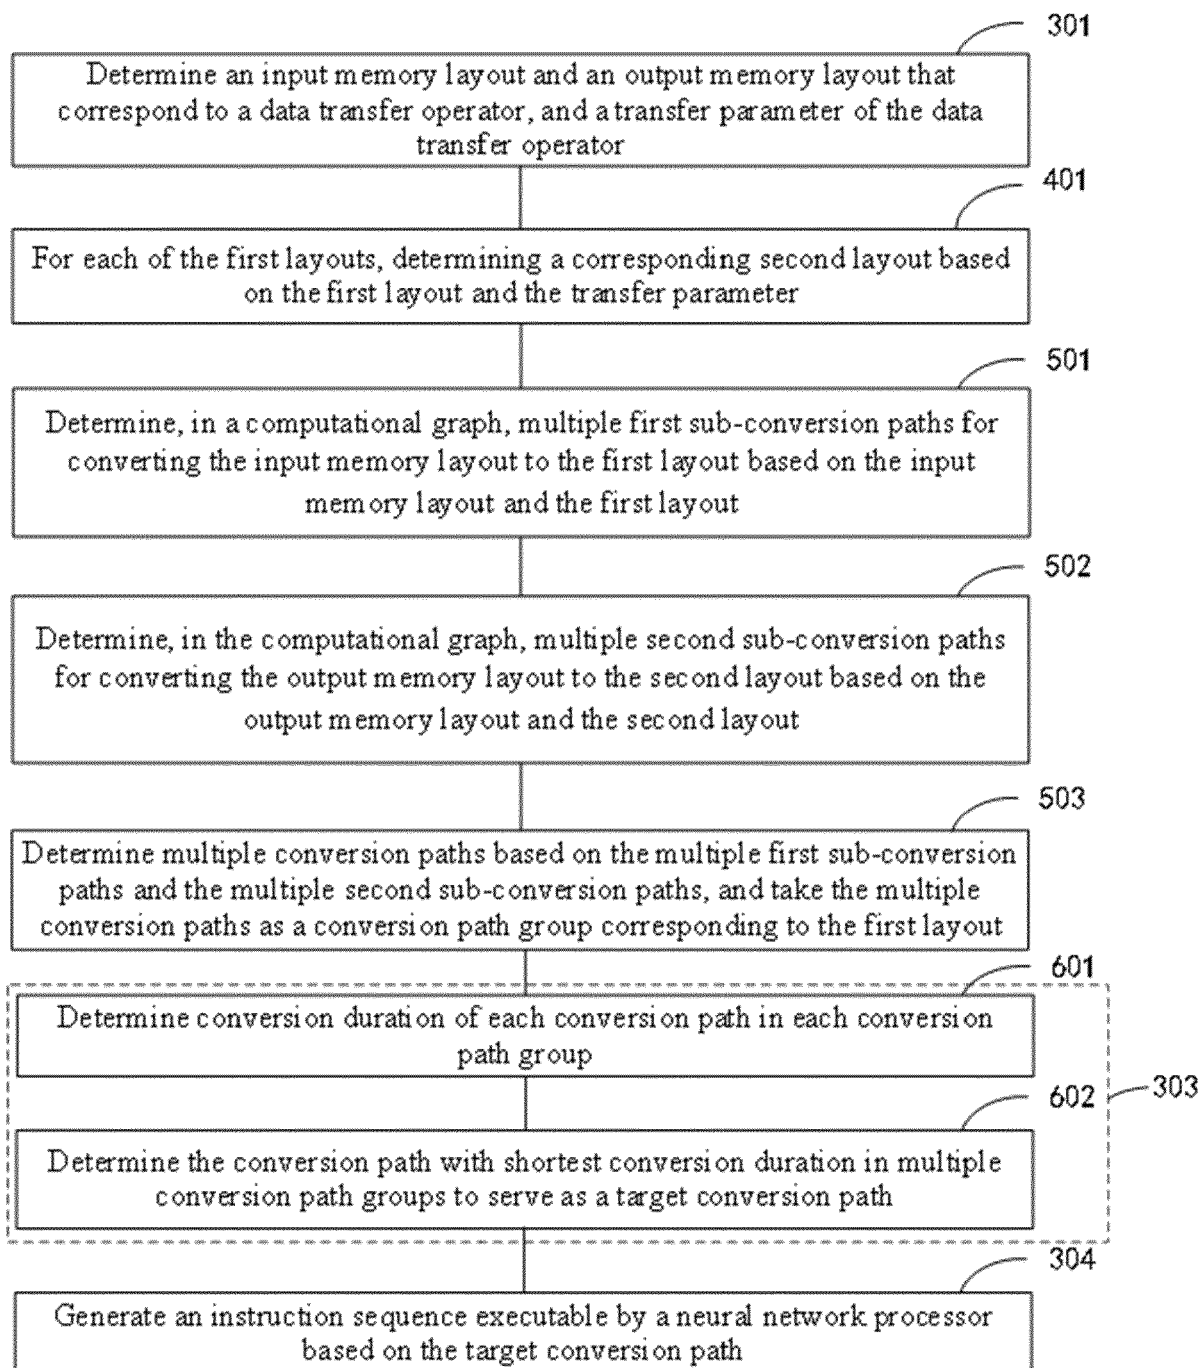 301
Determine an input memory layout and an output memory layout that
correspond to a data transfer operator, and a transfer parameter of the data
transfer operator
401
For each of the first layouts, determining a corresponding second layout based
on the first layout and the transfer parameter
501
Determine, in a computational graph, multiple first sub-conversion paths for
converting the input memory layout to the first layout based on the input
memory layout and the first layout
502
Determine, in the computational graph, multiple second sub-conversion paths
for converting the output memory layout to the second layout based on the
output memory layout and the second layout
503
Determine multiple conversion paths based on the multiple first sub-conversion
paths and the multiple second sub-conversion paths, and take the multiple
conversion paths as a conversion path group corresponding to the first layout
601
Determine conversion duration of each conversion path in each conversion
path group
602
303
Determine the conversion path with shortest conversion duration in multiple
conversion path groups to serve as a target conversion path
304
Generate an instruction sequence executable by a neural network processor
based on the target conversion path